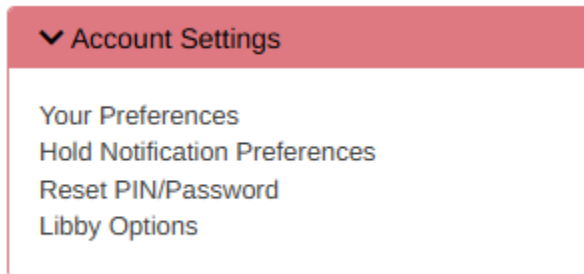 Account Settings
Your Preferences
Hold Notification Preferences
Reset PIN/Password
Libby Options